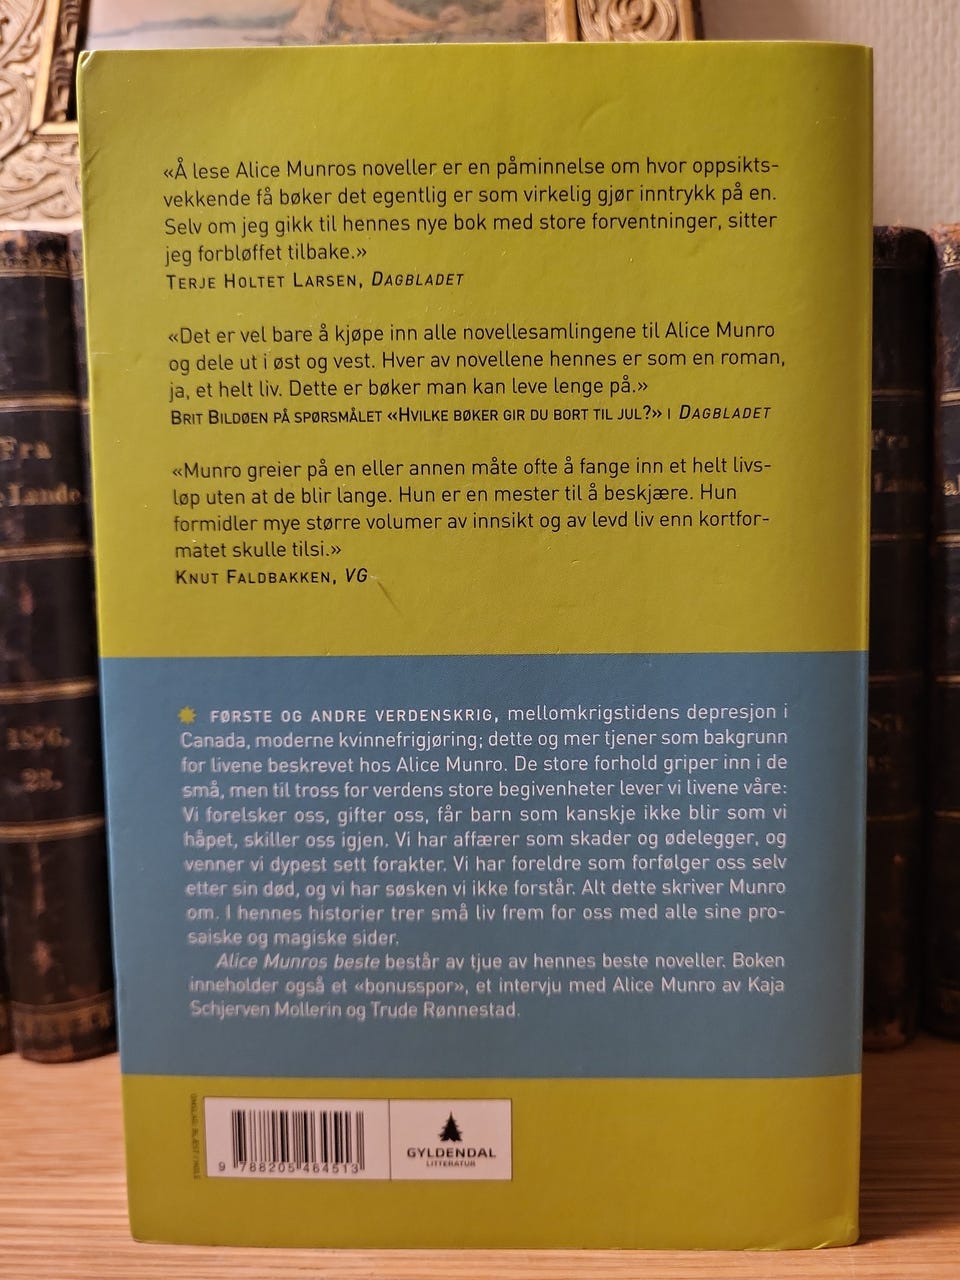 «Å lese Alice Munros noveller er en påminnelse om hvor oppsikts-
vekkende få bøker det egentlig er som virkelig gjør inntrykk på en.
Selv om jeg gikk til hennes nye bok med store forventninger, sitter
jeg forbløffet tilbake.»
TERJE HOLTET LARSEN, DAGBLADET
«Det er vel bare å kjøpe inn alle novellesamlingene til Alice Munro
og dele ut i øst og vest. Hver av novellene hennes er som en roman,
ja, et helt liv. Dette er bøker man kan leve lenge på.»
BRIT BILDØEN PÅ SPØRSMÅLET «HVILKE BØKER GIR DU BORT TIL JUL?» I DAGBLADET
«Munro greier på en eller annen måte ofte å fange inn et helt livs-
løp uten at de blir lange. Hun er en mester til å beskjære. Hun
formidler mye større volumer av innsikt og av levd liv enn kortfor-
matet skulle tilsi.»
KNUT FALDBAKKEN, VG
FØRSTE OG ANDRE VERDENSKRIG, mellomkrigstidens depresjon i
Canada, moderne kvinnefrigjøring; dette og mer tjener som bakgrunn
for livene beskrevet hos Alice Munro. De store forhold griper inn i de
små, men til tross for verdens store begivenheter lever vi livene våre:
Vi forelsker oss, gifter oss, får barn som kanskje ikke blir som vi
håpet, skiller oss igjen. Vi har affærer som skader og ødelegger, og
venner vi dypest sett forakter. Vi har foreldre som forfølger oss selv
etter sin død, og vi har søsken vi ikke forstår. Alt dette skriver Munro
om. I hennes historier trer små liv frem for oss med alle sine pro-
saiske og magiske sider.
Alice Munros beste består av tjue av hennes beste noveller. Boken
inneholder også et «bonusspor», et intervju med Alice Munro av Kaja
Schjerven Mollerin og Trude Rønnestad.
9 788205 464513
GYLDENDAL
LITTERATUR
Fra
1876.
23.
Fra